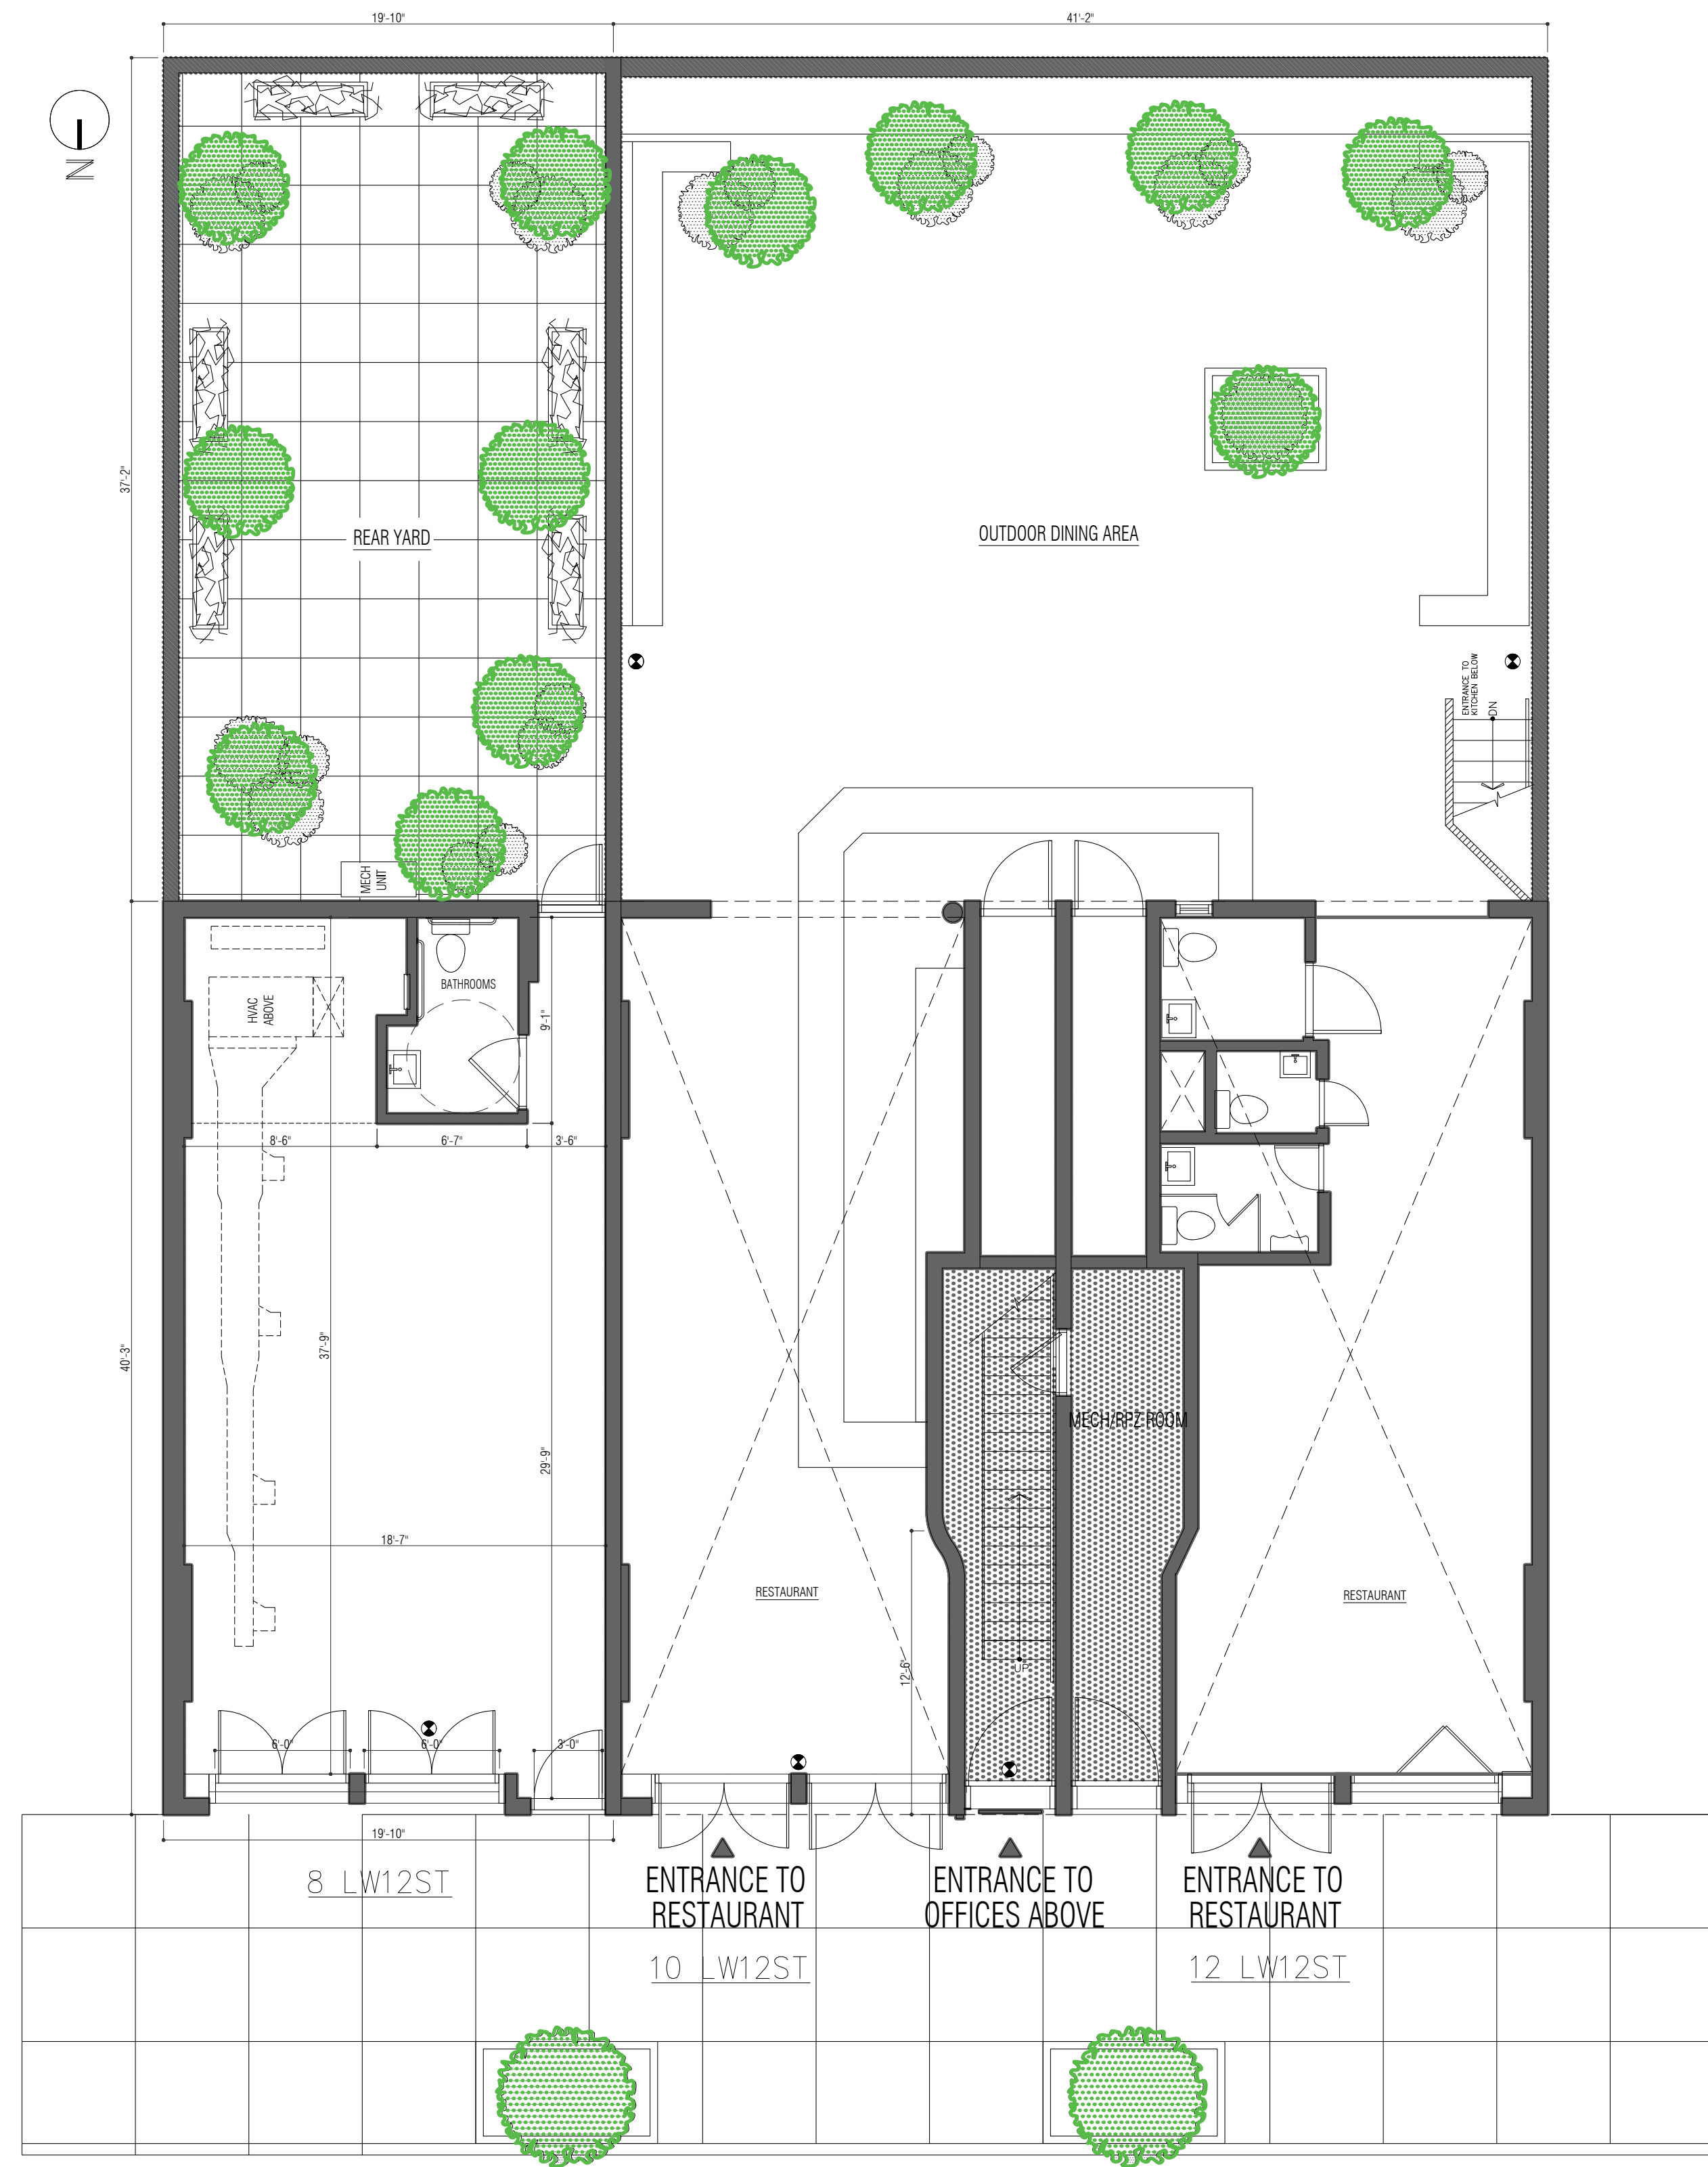 19'-10"
41'-2"
N
37'-2"
REAR YARD
OUTDOOR DINING AREA
ENTRANCE TO
KITCHEN BELOW
DN
MECH
UNIT
BATHROOMS
HVAC
ABOVE
9'-1"
8'-6"
6'-7"
3'-6"
40'-3"
37'-9"
MECH/RPZ ROOM
29'-9"
18'-7"
RESTAURANT
RESTAURANT
12'-6"
UP
6'-0"
6'-0"
3'-0"
19'-10"
8 LW12ST
ENTRANCE TO
RESTAURANT
ENTRANCE TO
OFFICES ABOVE
ENTRANCE TO
RESTAURANT
10 LW12ST
12 LW12ST